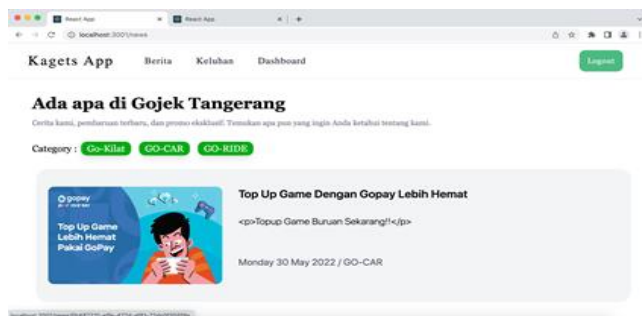 React App
React App
localhost:3001/news
Kagets App Berita Keluhan Dashboard Logout
Ada apa di Gojek Tangerang
Cerita kami, pembaruan terbaru, dan promo eksklusif! Temukan apa pun yang ingin Anda ketahui tentang kami.
Category : Go-Kilat GO-CAR GO-RIDE
gopay
Top Up Game
Lebih Hemat
Pakai GoPay
Top Up Game Dengan Gopay Lebih Hemat
<p>Topup Game Buruan Sekarang!!</p>
Monday 30 May 2022 / GO-CAR